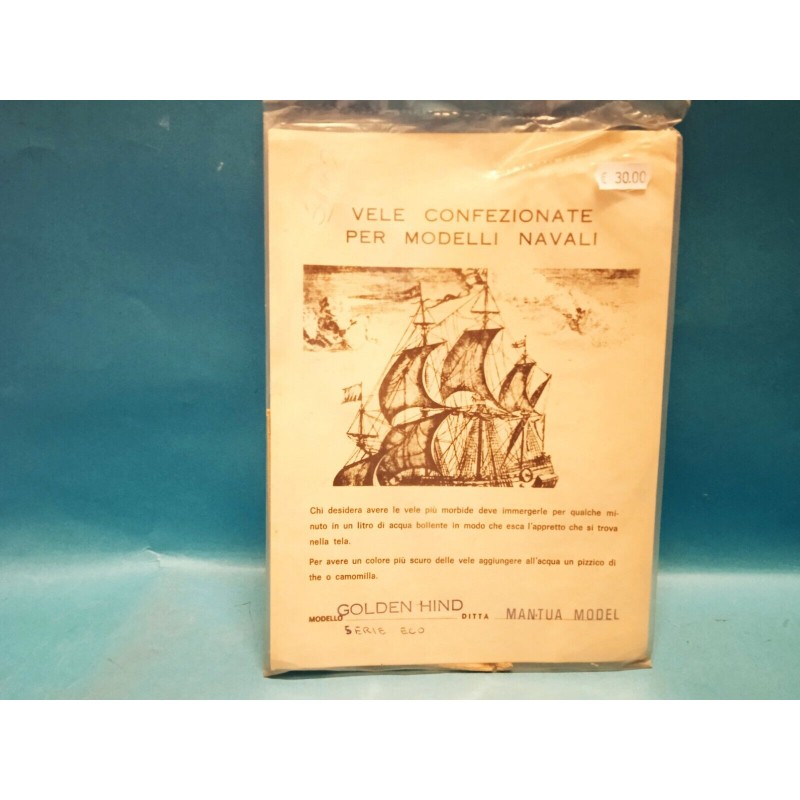 € 30.00
VELE CONFEZIONATE
PER MODELLI NAVALI
Chi desidera avere le vele più morbide deve immergerle per qualche mi-
nuto in un litro di acqua bollente in modo che esca l'appretto che si trova
nella tela.
Per avere un colore più scuro delle vele aggiungere all'acqua un pizzico di
the o camomilla.
MODELLO GOLDEN HIND DITTA MANTUA MODEL
SERIE ECO